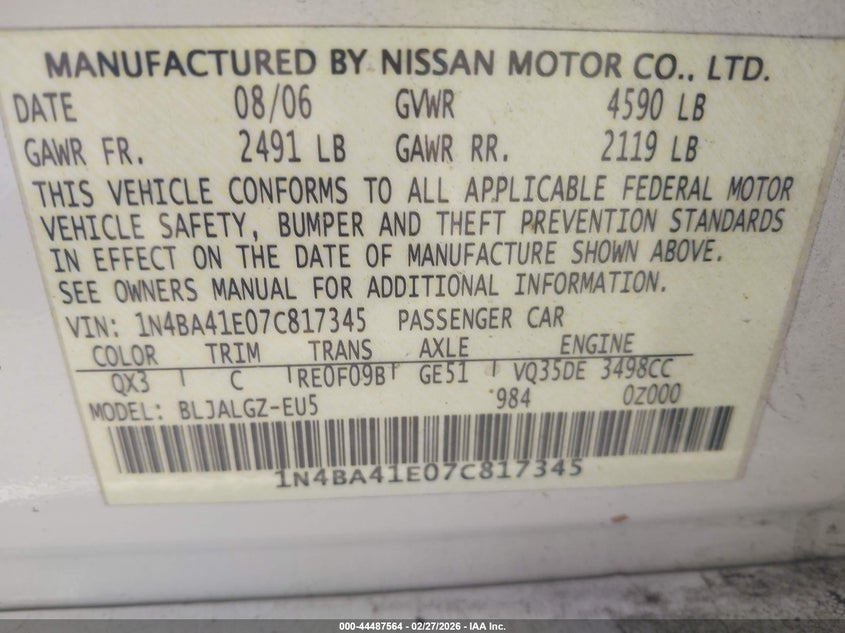 MANUFACTURED BY NISSAN MOTOR CO., LTD.
DATE 08/06 GVWR 4590 LB
GAWR FR. 2491 LB GAWR RR. 2119 LB
THIS VEHICLE CONFORMS TO ALL APPLICABLE FEDERAL MOTOR
VEHICLE SAFETY, BUMPER AND THEFT PREVENTION STANDARDS
IN EFFECT ON THE DATE OF MANUFACTURE SHOWN ABOVE.
SEE OWNERS MANUAL FOR ADDITIONAL INFORMATION.
VIN: 1N4BA41E07C817345 PASSENGER CAR
COLOR TRIM TRANS AXLE ENGINE
QX3 C RE0F09B GE51 VQ35DE 3498CC
MODEL: BLJALGZ-EU5 984 0Z000
1N4BA41E07C817345
000-44487564 - 02/27/2026 - IAA Inc.